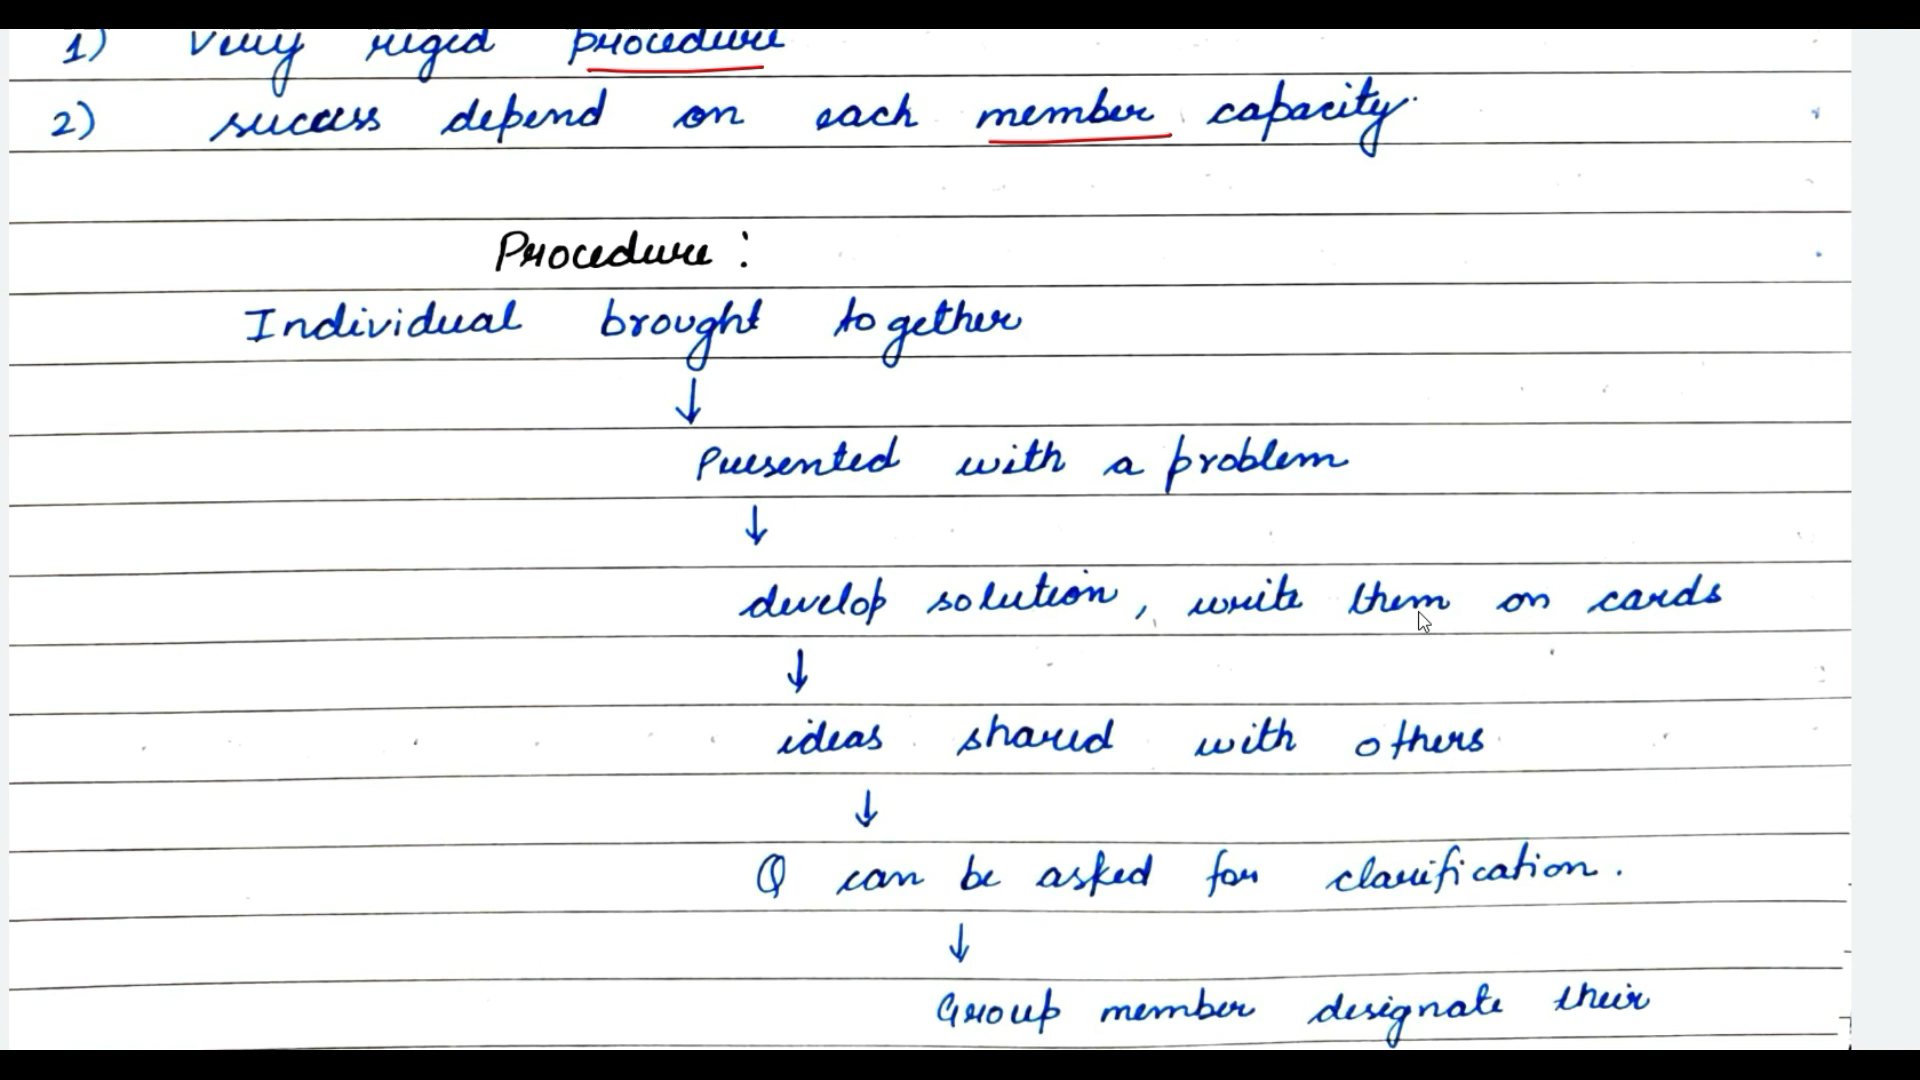 1) Very riged procedure
2) success depend on each member capacity.
Procedure :
Individual brought together
↓
Presented with a problem
↓
develop solution, write them on cards
↓
ideas shared with others
↓
Q can be asked for clarification.
↓
Group member designate their